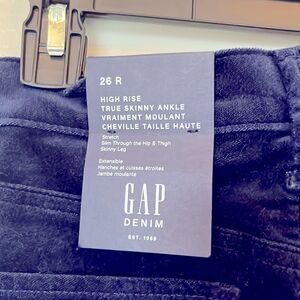 26 R
HIGH RISE
TRUE SKINNY ANKLE
VRAIMENT MOULANT
CHEVILLE TAILLE HAUTE
Stretch
Slim Through the Hip & Thigh
Skinny Leg
Extensible
Hanches et cuisses étroites
Jambe moulante
GAP
DENIM
EST. 1969